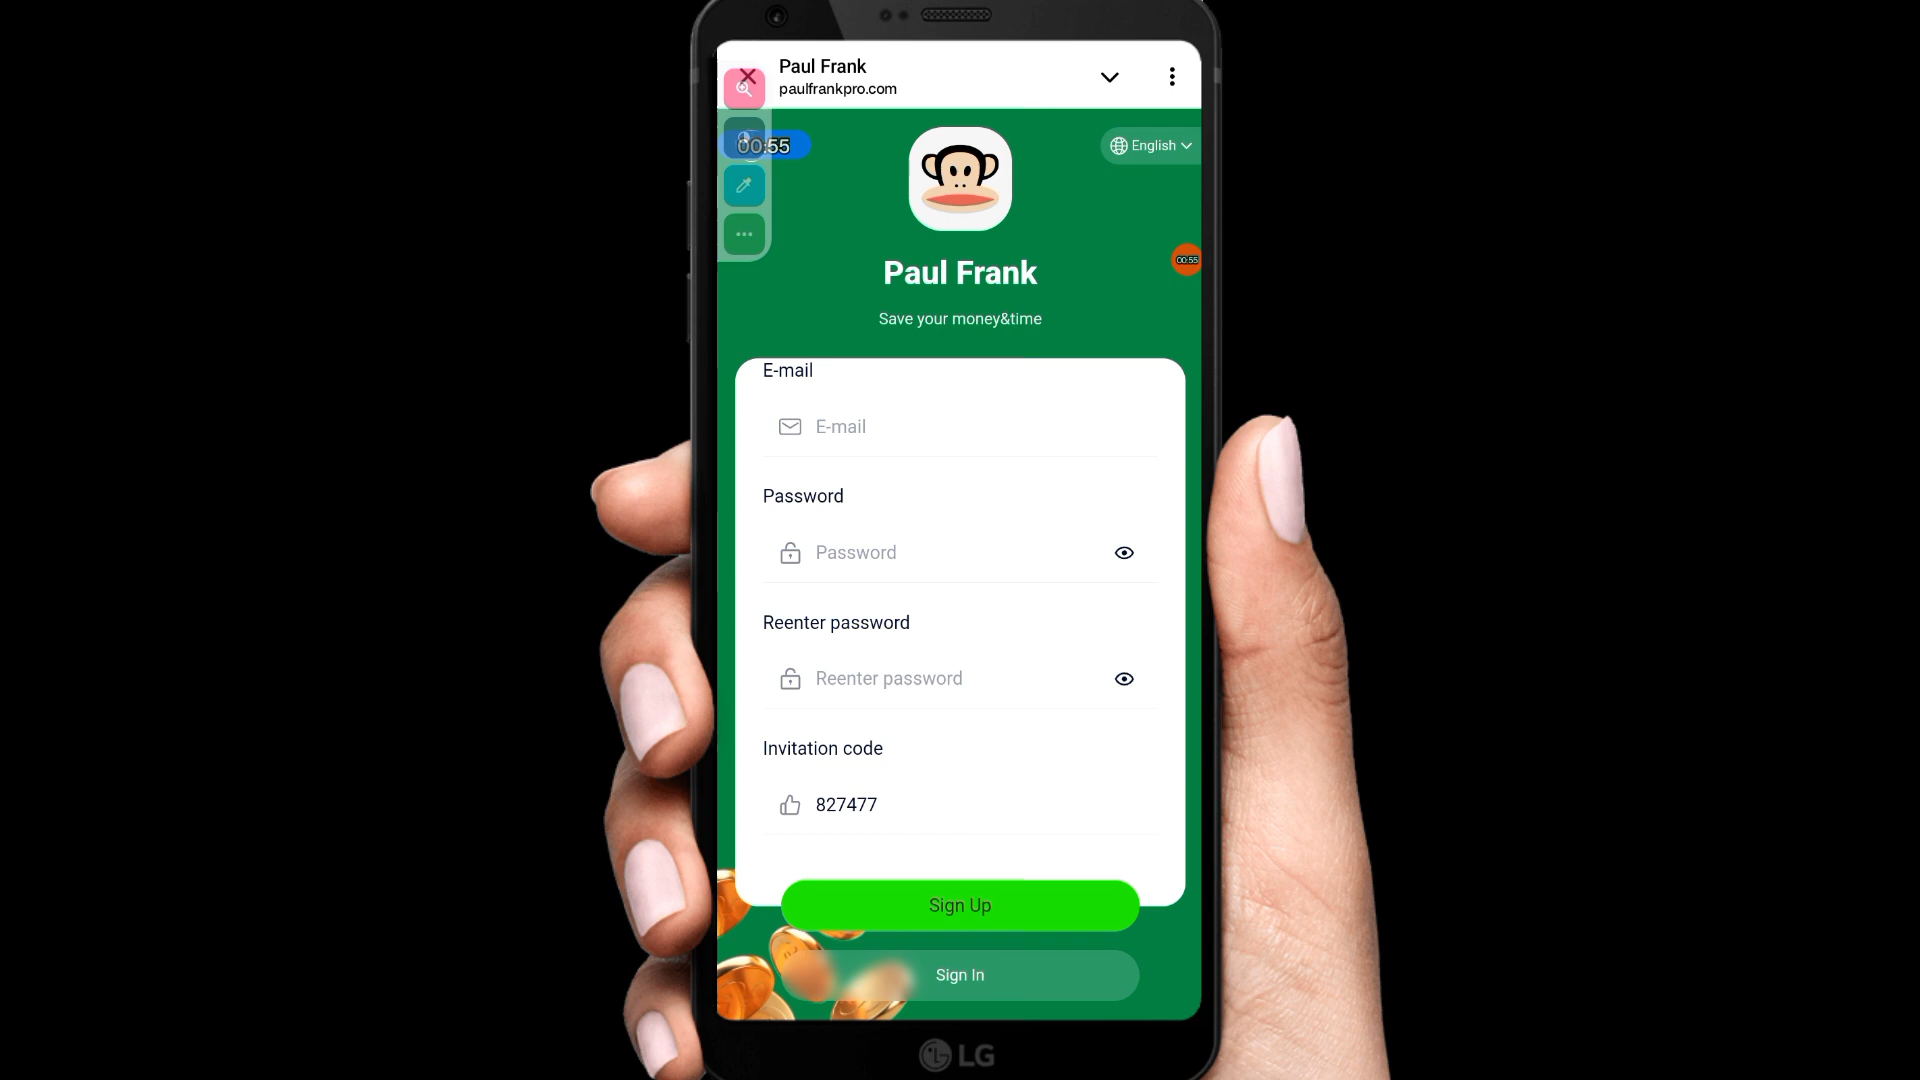 Paul Frank
paulfrankpro.com
00:55
English
Paul Frank
00:55
Save your money&time
E-mail
E-mail
Password
Password
Reenter password
Reenter password
Invitation code
827477
Sign Up
Sign In
LG